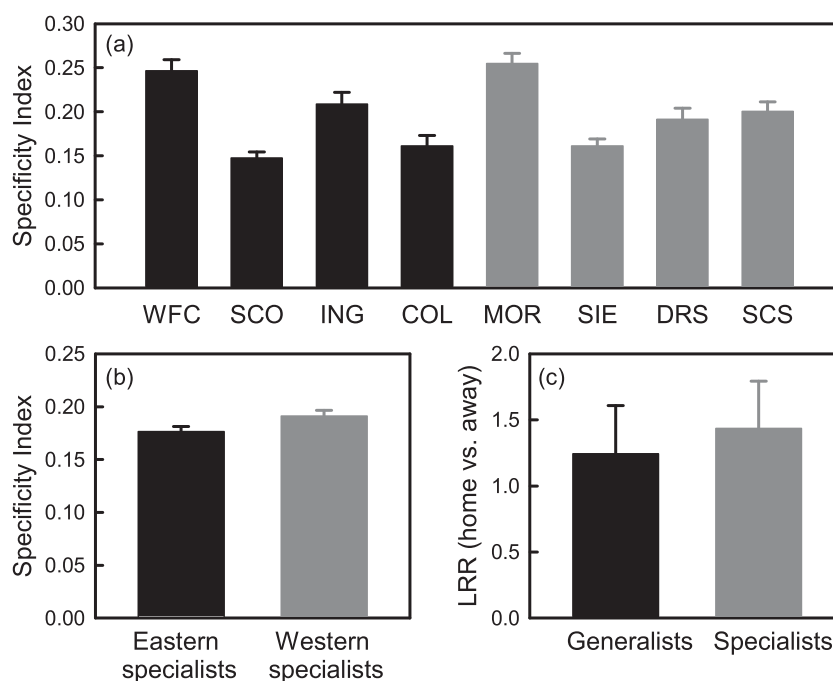 (a)
Specificity Index
0.30
0.25
0.20
0.15
0.10
0.05
0.00
WFC SCO ING COL MOR SIE DRS SCS
(b)
Specificity Index
0.25
0.20
0.15
0.10
0.05
0.00
Eastern specialists
Western specialists
(c)
LRR (home vs. away)
2.0
1.5
1.0
0.5
0.0
Generalists Specialists